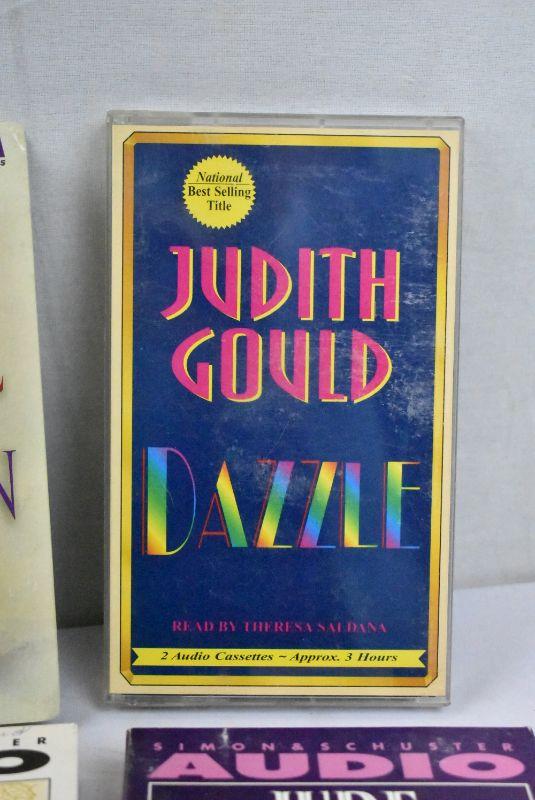 National
Best Selling
Title
JUDITH
GOULD
DAZZLE
READ BY THERESA SALDANA
2 Audio Cassettes ~ Approx. 3 Hours
SIMON & SCHUSTER
AUDIO